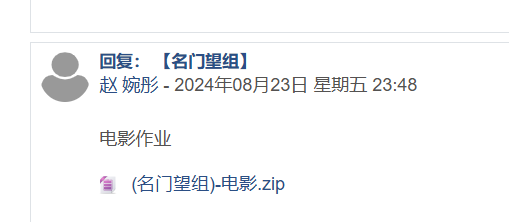 回复： 【名门望组】
赵 婉彤 - 2024年08月23日 星期五 23:48
电影作业
(名门望组)-电影.zip